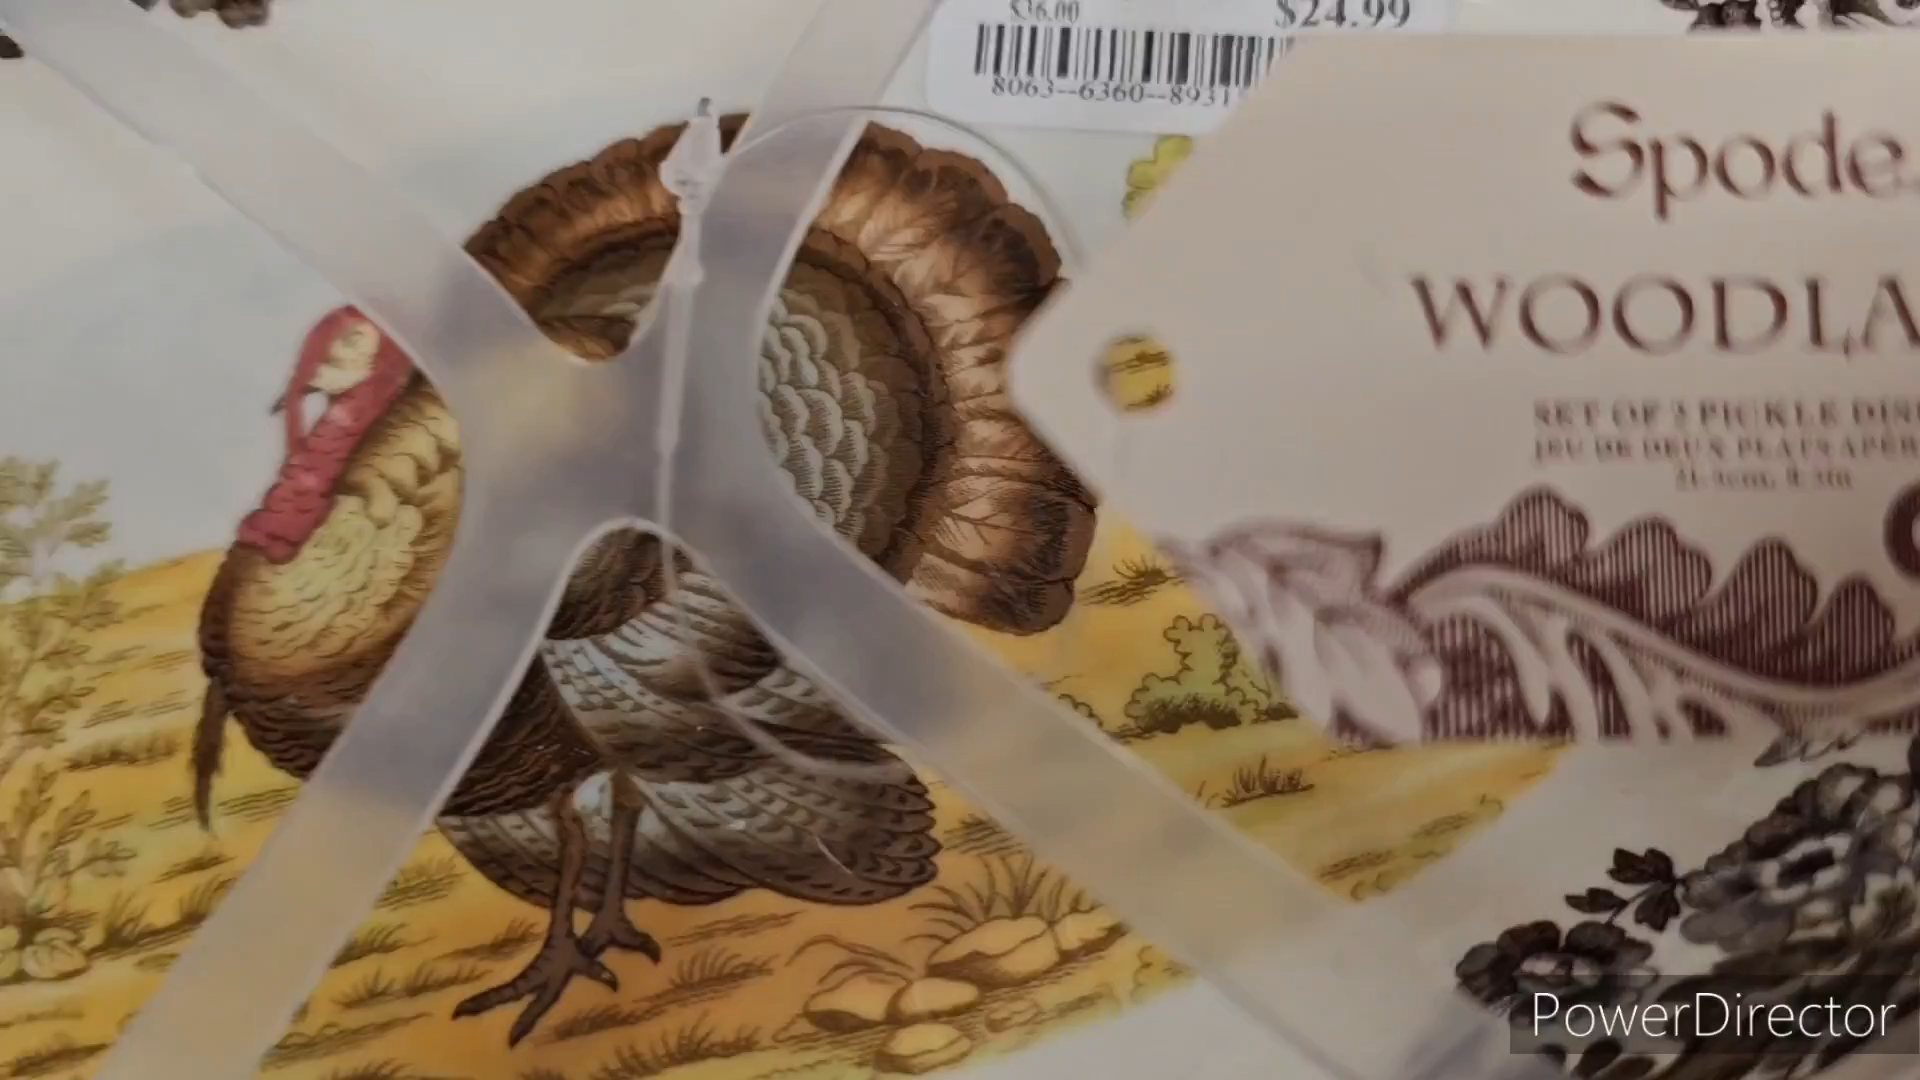 $36.00
$24.99
8063--6360--8931
Spode
WOODLA
SET OF 2 PICKLE DIS
JEU DE DEUX PLATS APÉR
PowerDirector